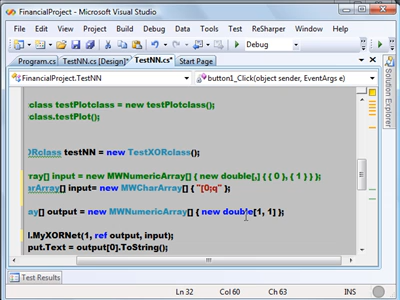 FinancialProject - Microsoft Visual Studio
File Edit View Refactor Project Build Debug Data
Tools Test ReSharper Window Community Help
Debug
Program.cs TestNN.cs [Design]* TestNN.cs* Start Page
FinancialProject.TestNN button1_Click(object sender, EventArgs e)
class testPlotclass = new testPlotclass();
class.testPlot();
ORclass testNN = new TestXORclass();
ray[] input = new MWNumericArray[] { new double[,] { { 0 }, { 1 } } };
arArray[] input= new MWCharArray[] { "[0;q" };
ay[] output = new MWNumericArray[] { new double[1, 1] };
l.MyXORNet(1, ref output, input);
put.Text = output[0].ToString();
Solution Explorer
Ln 32 Col 60 Ch 63 INS